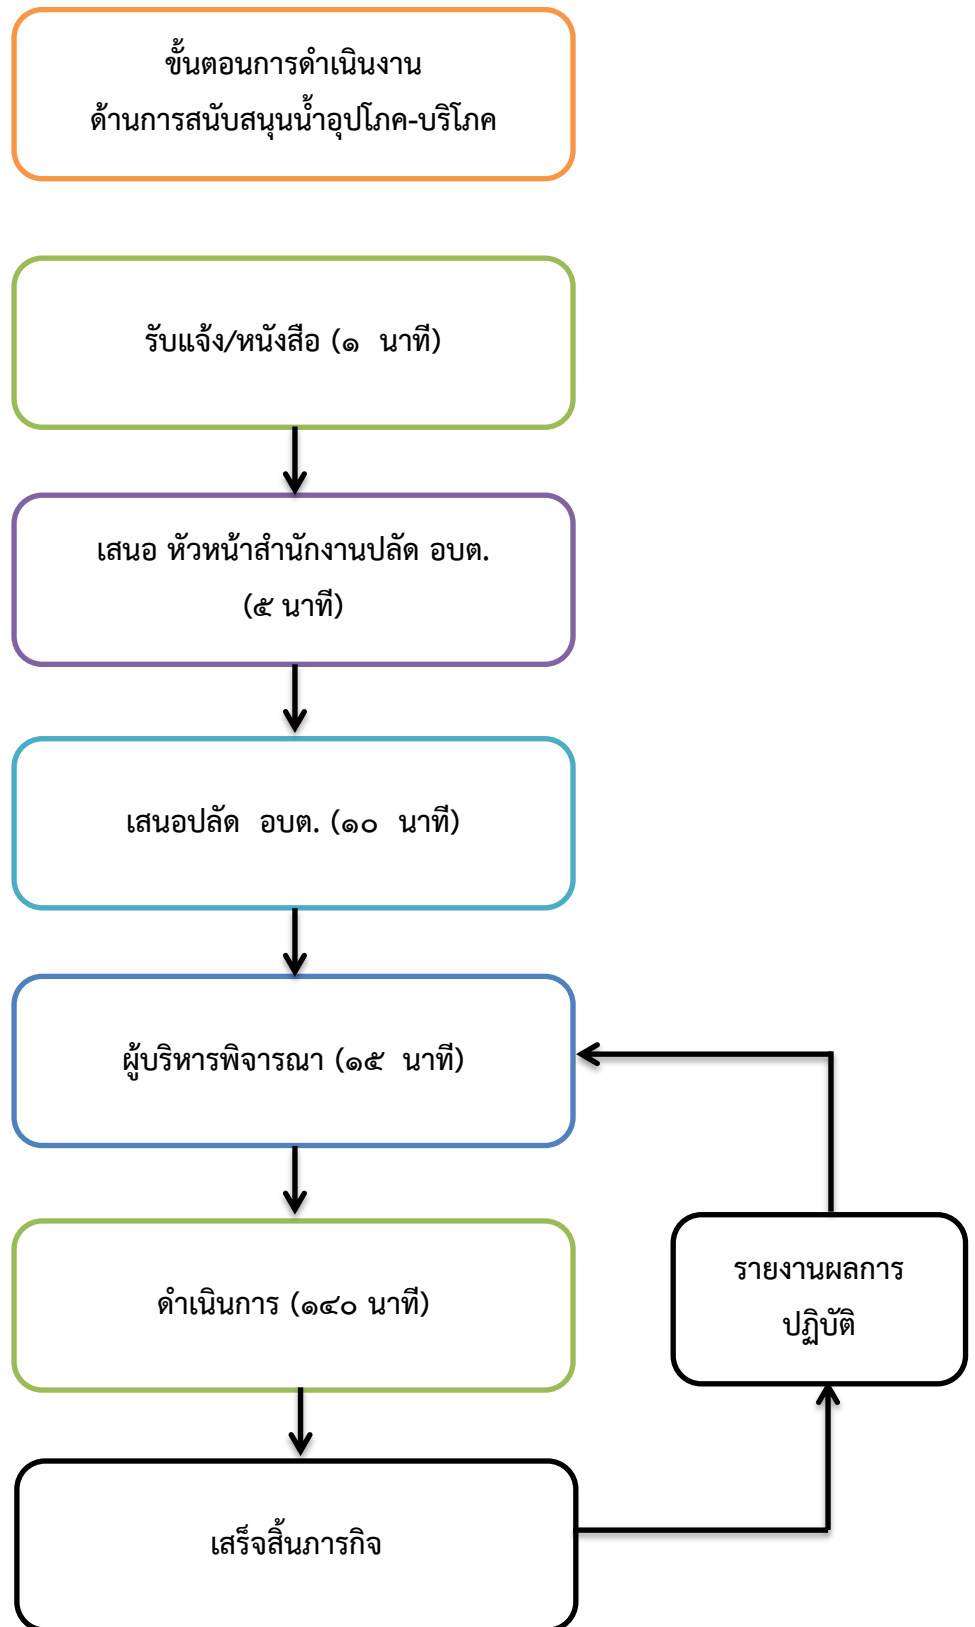 ขั้นตอนการดำเนินงาน
ด้านการสนับสนุนน้ำอุปโภค-บริโภค
รับแจ้ง/หนังสือ (๑ นาที)
เสนอ หัวหน้าสำนักงานปลัด อบต.
(๕ นาที)
เสนอปลัด อบต. (๑๐ นาที)
ผู้บริหารพิจารณา (๑๕ นาที)
ดำเนินการ (๑๔๐ นาที)
รายงานผลการ
ปฏิบัติ
เสร็จสิ้นภารกิจ